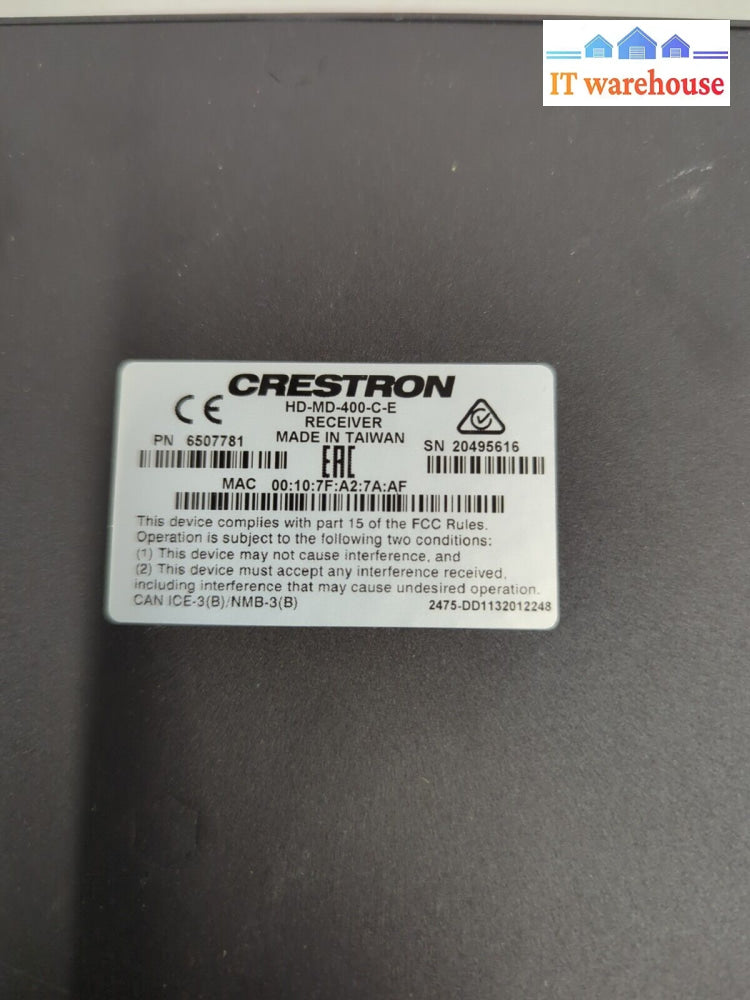 IT warehouse
CRESTRON
CE
HD-MD-400-C-E
RECEIVER
PN 6507781
MADE IN TAIWAN
SN 20495616
EAC
MAC 00:10:7F:A2:7A:AF
This device complies with part 15 of the FCC Rules.
Operation is subject to the following two conditions:
(1) This device may not cause interference, and
(2) This device must accept any interference received,
including interference that may cause undesired operation.
CAN ICE-3(B)/NMB-3(B)
2475-DD1132012248